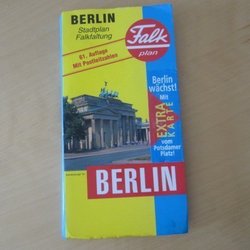 BERLIN
Stadtplan
Falkfaltung
61. Auflage
Mit Postleitzahlen
Falk
plan
Berlin
wächst!
Mit
EXTRA
KARTE
vom
Potsdamer
Platz!
BERLIN